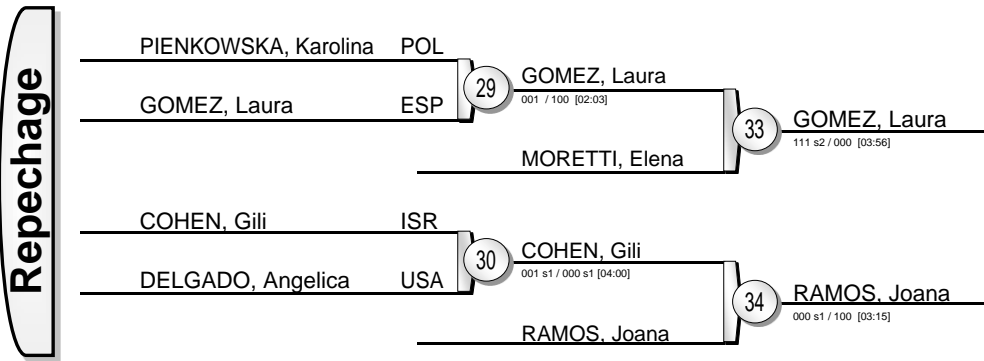 Repechage
PIENKOWSKA, Karolina POL
GOMEZ, Laura ESP
29
GOMEZ, Laura
001 / 100 [02:03]
MORETTI, Elena
33
GOMEZ, Laura
111 s2 / 000 [03:56]
COHEN, Gili ISR
DELGADO, Angelica USA
30
COHEN, Gili
001 s1 / 000 s1 [04:00]
RAMOS, Joana
34
RAMOS, Joana
000 s1 / 100 [03:15]